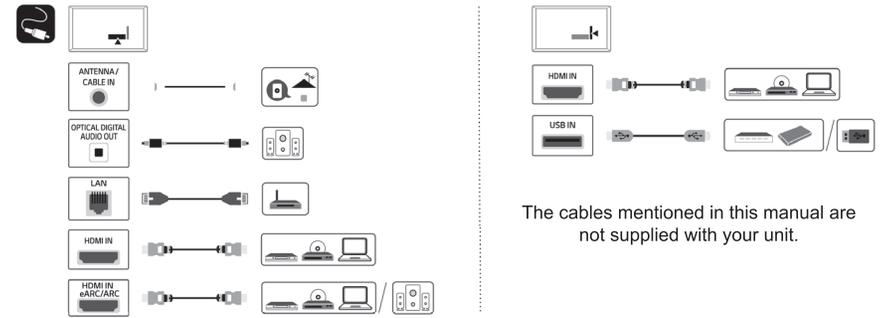 ANTENNA/
CABLE IN
OPTICAL DIGITAL
AUDIO OUT
LAN
HDMI IN
HDMI IN
eARC/ARC
HDMI IN
USB IN
The cables mentioned in this manual are
not supplied with your unit.